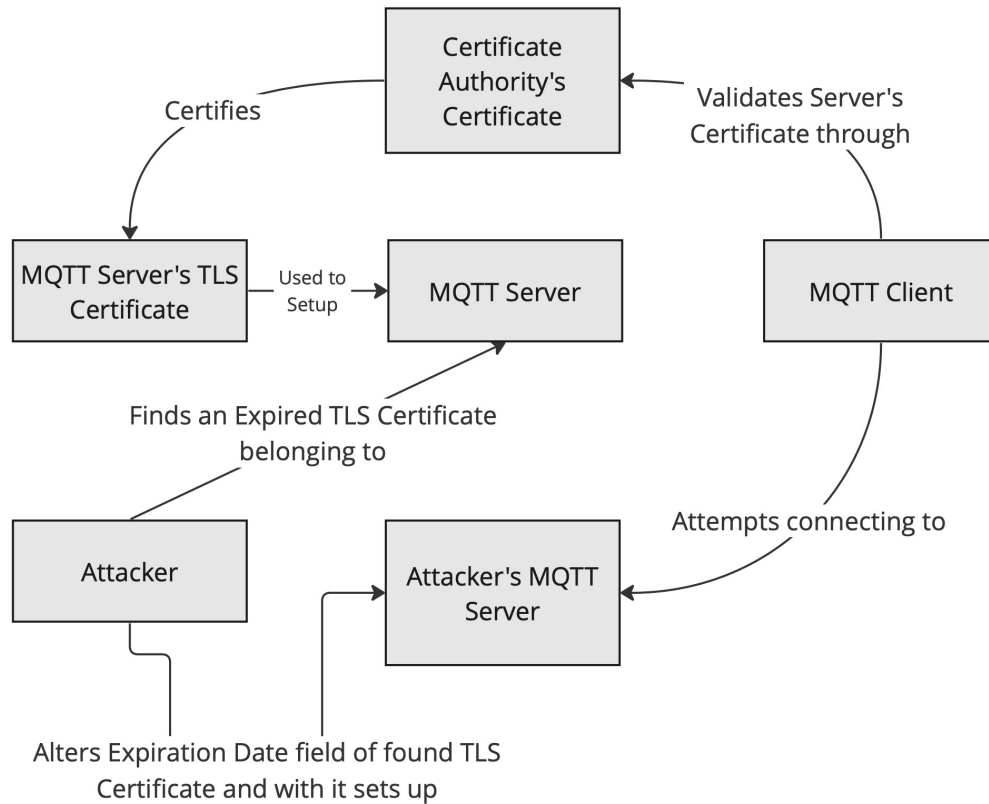 Certificate
Authority's
Certificate
Certifies
Validates Server's
Certificate through
MQTT Server's TLS
Certificate
Used to
Setup
MQTT Server
MQTT Client
Finds an Expired TLS Certificate
belonging to
Attacker
Attacker's MQTT
Server
Attempts connecting to
Alters Expiration Date field of found TLS
Certificate and with it sets up